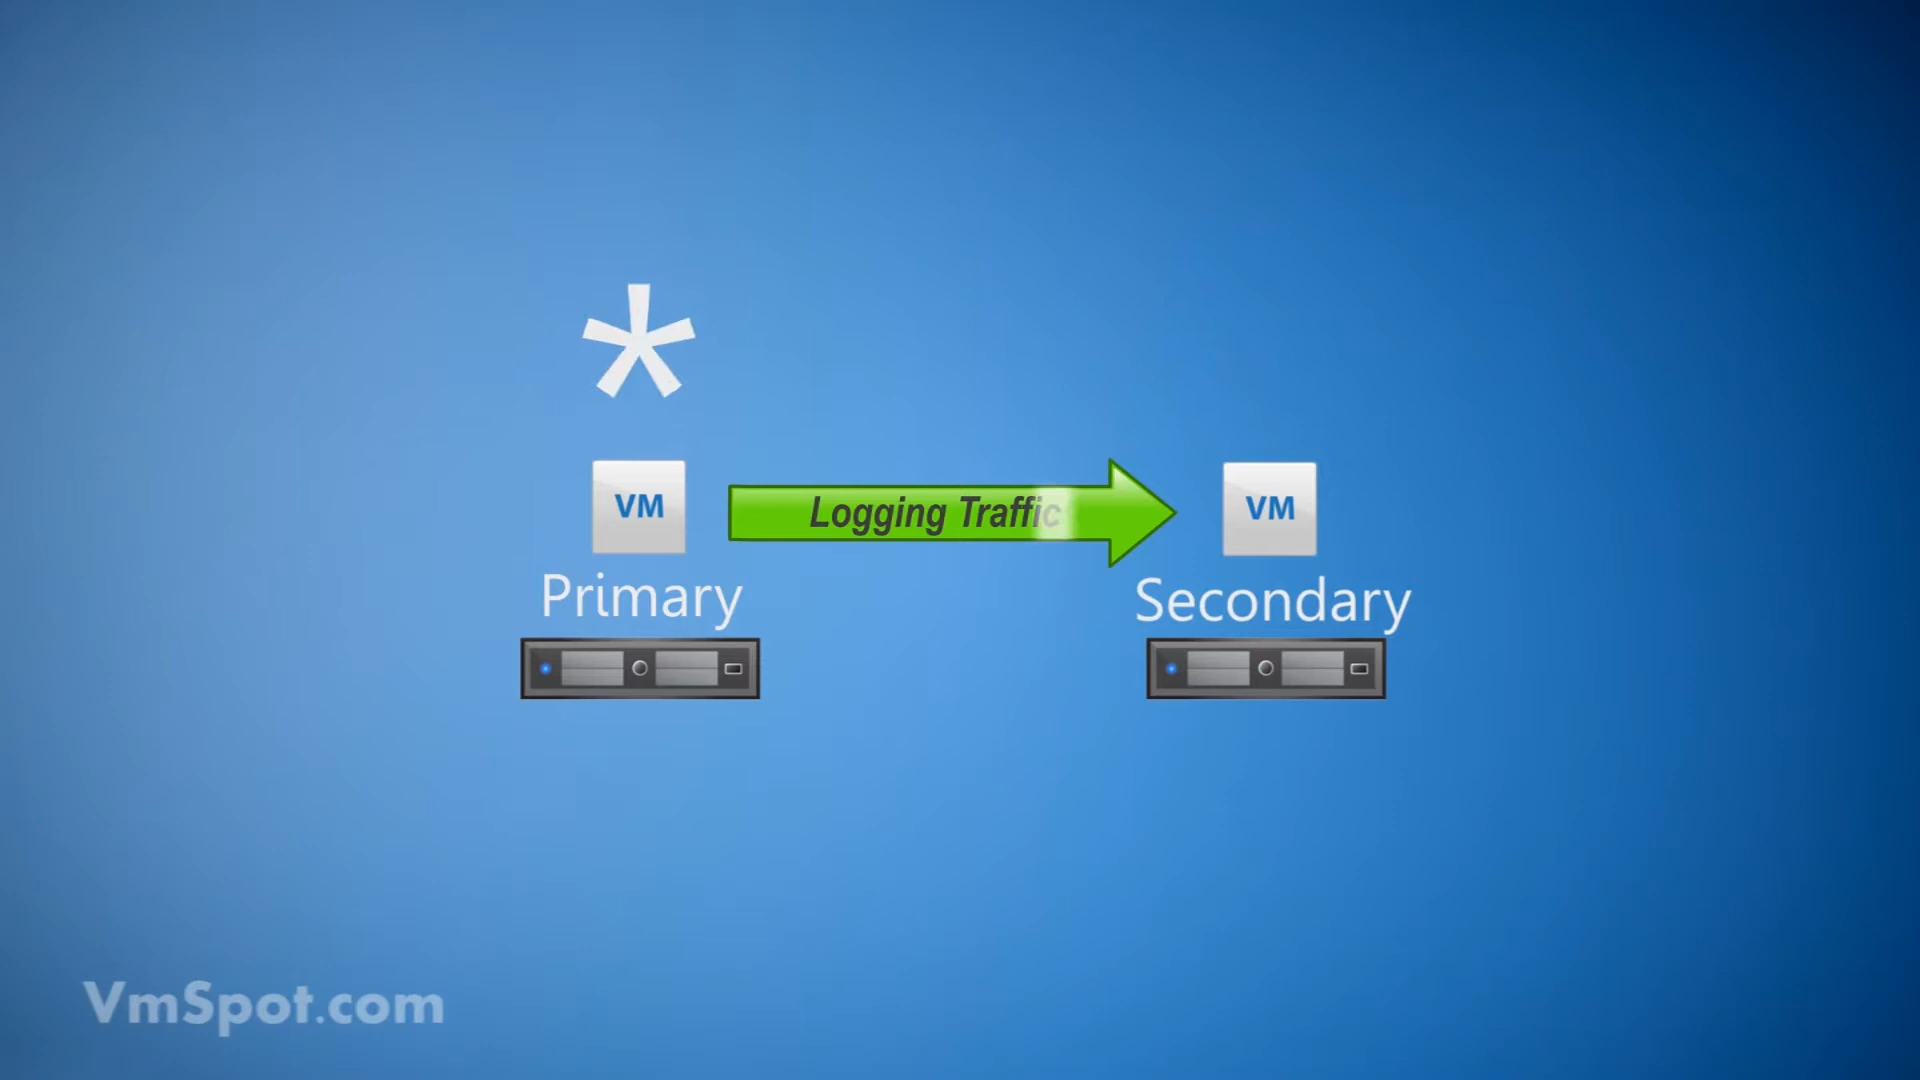 *
VM
Logging Traffic
VM
Primary
Secondary
VmSpot.com